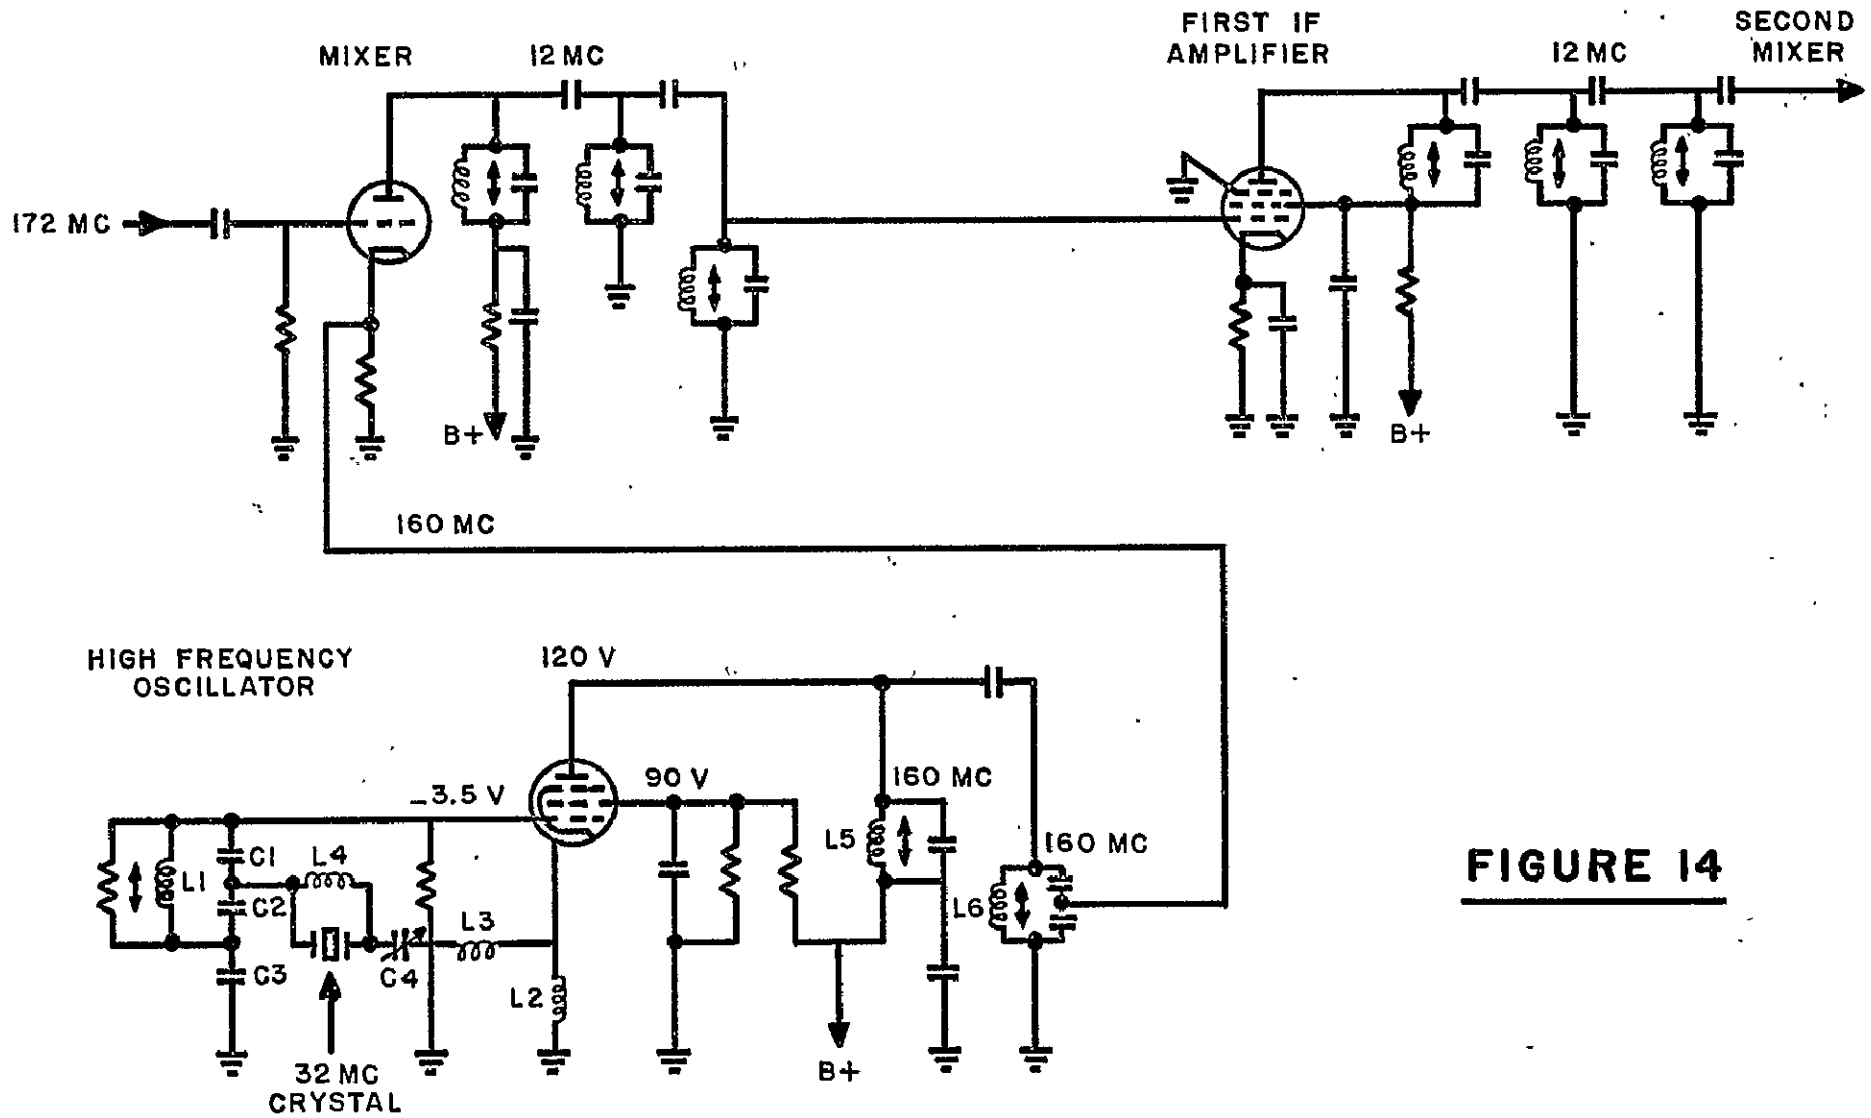 MIXER
12 MC
FIRST IF
AMPLIFIER
12 MC
SECOND
MIXER
172 MC
B+
B+
160 MC
HIGH FREQUENCY
OSCILLATOR
120 V
-3.5 V
90 V
160 MC
L1
C1
L4
C2
L3
L5
160 MC
C3
C4
L2
L6
32 MC
CRYSTAL
B+
FIGURE 14